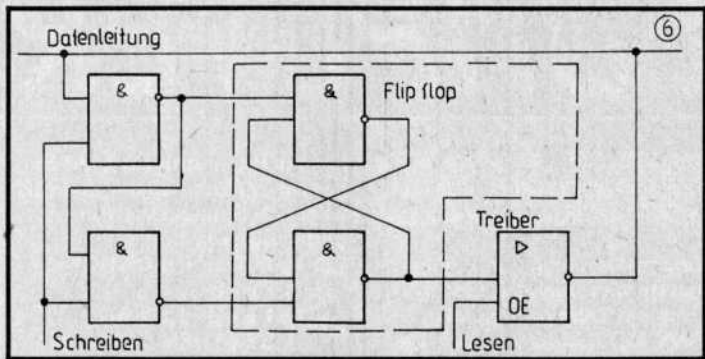 ⑥
Datenleitung
&
&
Flip flop
&
&
Treiber
▷
OE
Schreiben
Lesen